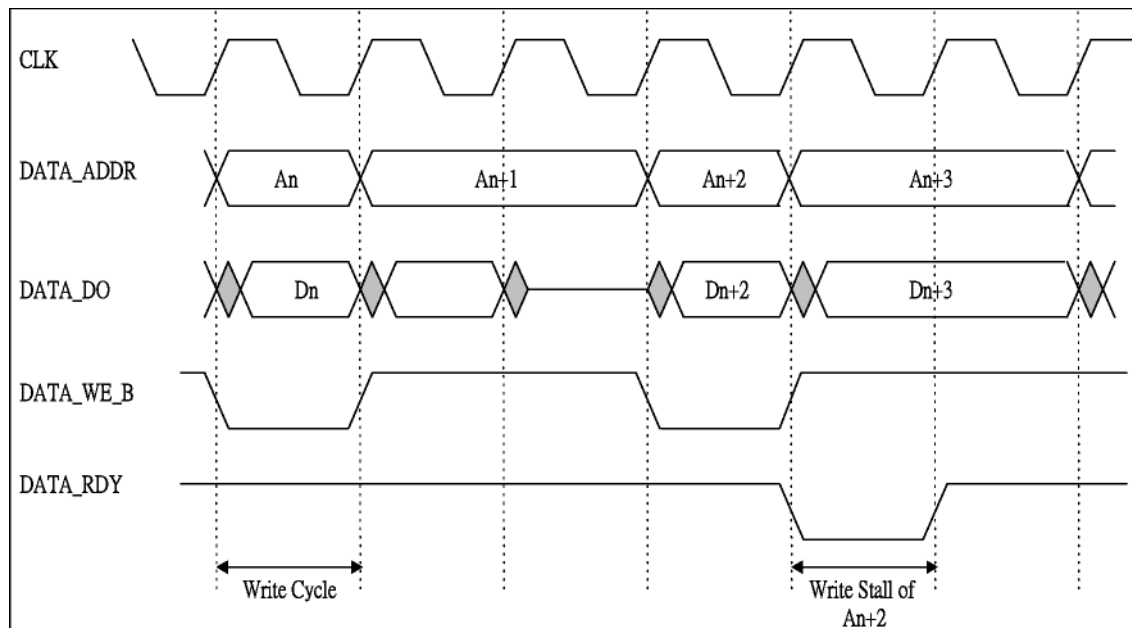 CLK
DATA_ADDR
An
An+1
An+2
An+3
DATA_DO
Dn
Dn+2
Dn+3
DATA_WE_B
DATA_RDY
Write Cycle
Write Stall of
An+2